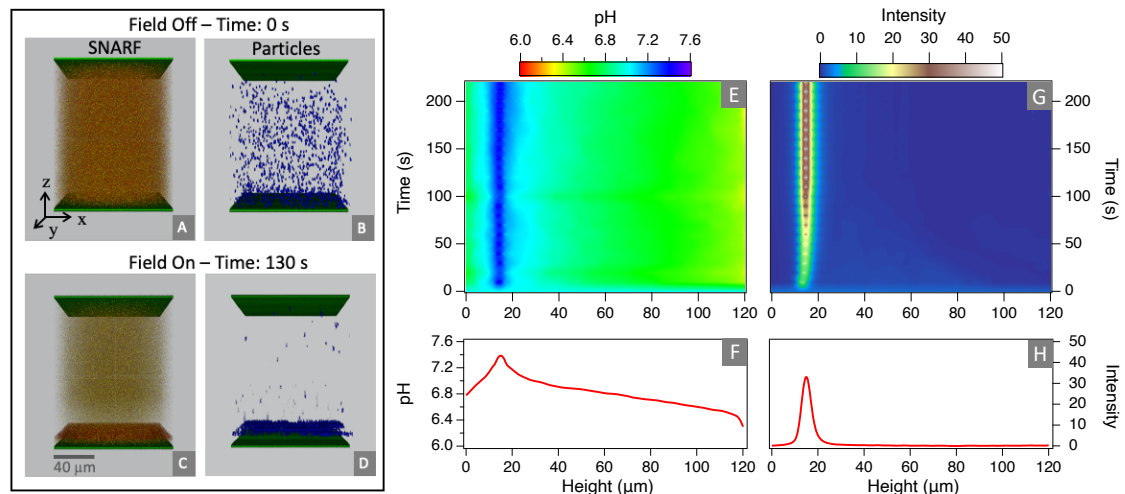 Field Off – Time: 0 s
SNARF
Particles
z
x
y
A
B
Field On – Time: 130 s
40 μm
C
D
pH
6.0 6.4 6.8 7.2 7.6
E
Time (s)
200
150
100
50
0
0 20 40 60 80 100 120
Intensity
0 10 20 30 40 50
G
Time (s)
200
150
100
50
0
0 20 40 60 80 100 120
F
pH
7.6
7.2
6.8
6.4
6.0
0 20 40 60 80 100 120
Height (μm)
H
Intensity
50
40
30
20
10
0
0 20 40 60 80 100 120
Height (μm)